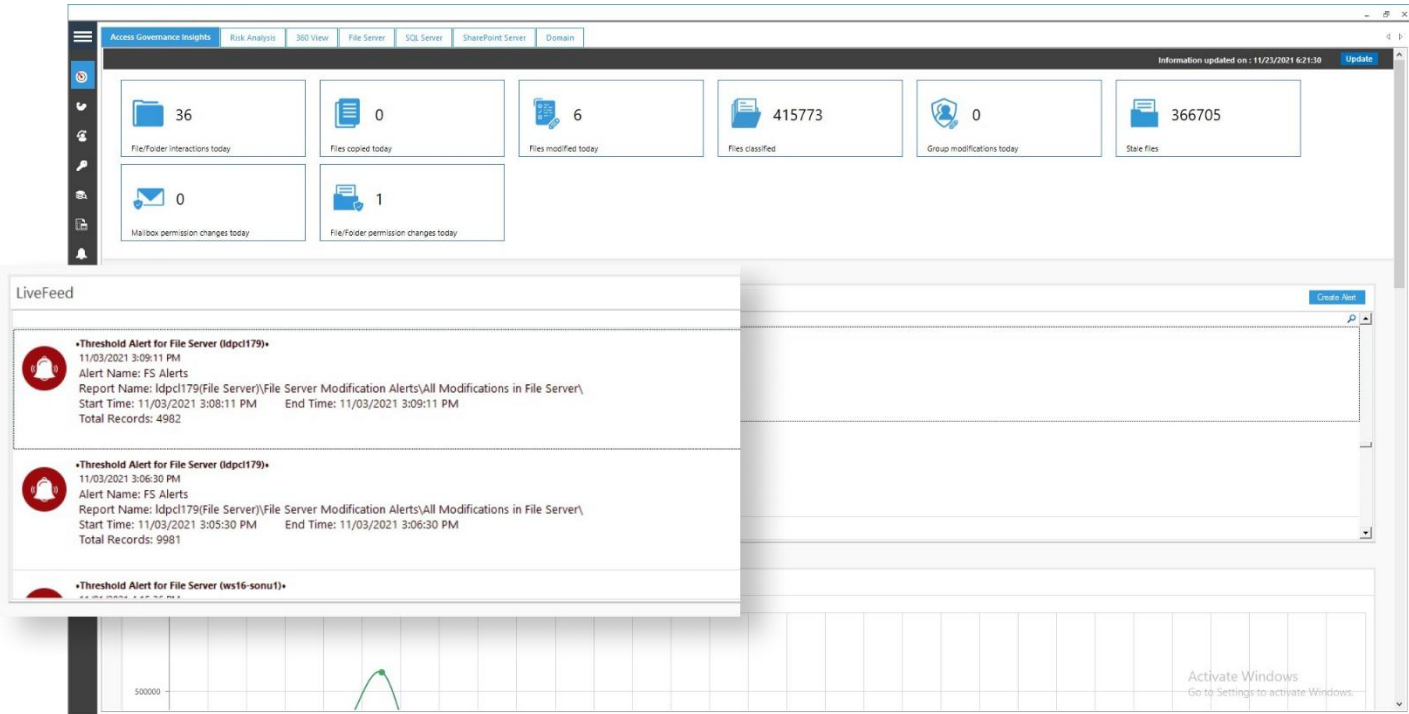 Access Governance Insights
Risk Analysis
360 View
File Server
SQL Server
SharePoint Server
Domain
Information updated on : 11/23/2021 6:21:30
Update
36
File/Folder interactions today
0
Files copied today
6
Files modified today
415773
Files classified
0
Group modifications today
366705
Stale files
0
Mailbox permission changes today
1
File/Folder permission changes today
LiveFeed
Create Alert
•Threshold Alert for File Server (ldpcl179)•
11/03/2021 3:09:11 PM
Alert Name: FS Alerts
Report Name: ldpcl179(File Server)\File Server Modification Alerts\All Modifications in File Server\
Start Time: 11/03/2021 3:08:11 PM End Time: 11/03/2021 3:09:11 PM
Total Records: 4982
•Threshold Alert for File Server (ldpcl179)•
11/03/2021 3:06:30 PM
Alert Name: FS Alerts
Report Name: ldpcl179(File Server)\File Server Modification Alerts\All Modifications in File Server\
Start Time: 11/03/2021 3:05:30 PM End Time: 11/03/2021 3:06:30 PM
Total Records: 9981
•Threshold Alert for File Server (ws16-sonu1)•
500000
Activate Windows
Go to Settings to activate Windows.